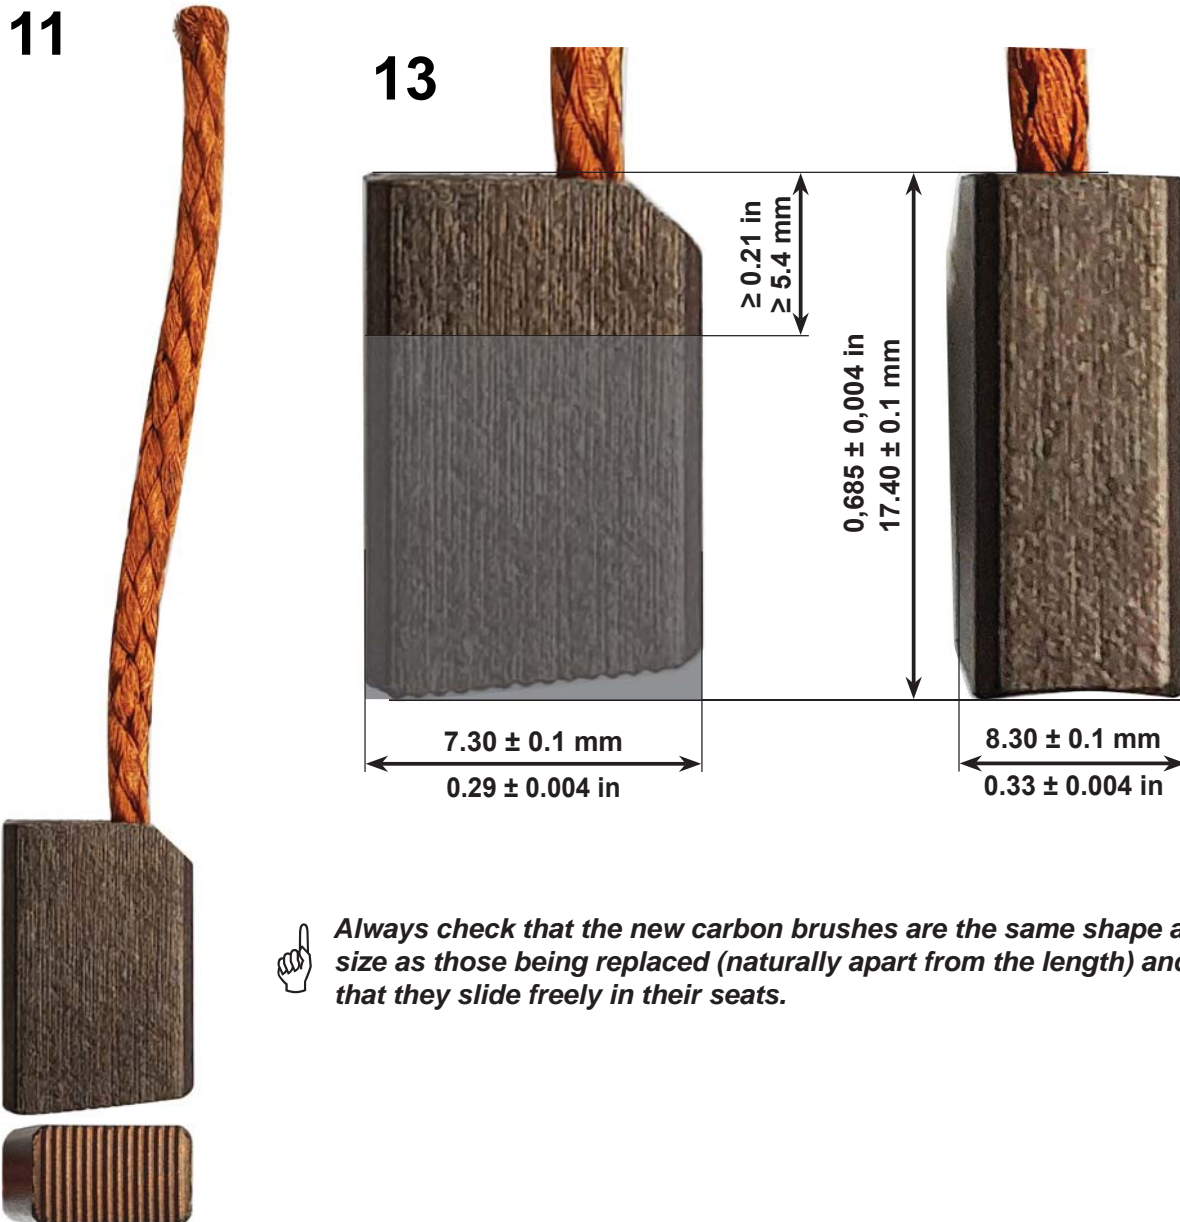 11
13
≥ 0.21 in
≥ 5.4 mm
0,685 ± 0,004 in
17.40 ± 0.1 mm
7.30 ± 0.1 mm
0.29 ± 0.004 in
8.30 ± 0.1 mm
0.33 ± 0.004 in
Always check that the new carbon brushes are the same shape a
size as those being replaced (naturally apart from the length) and
that they slide freely in their seats.